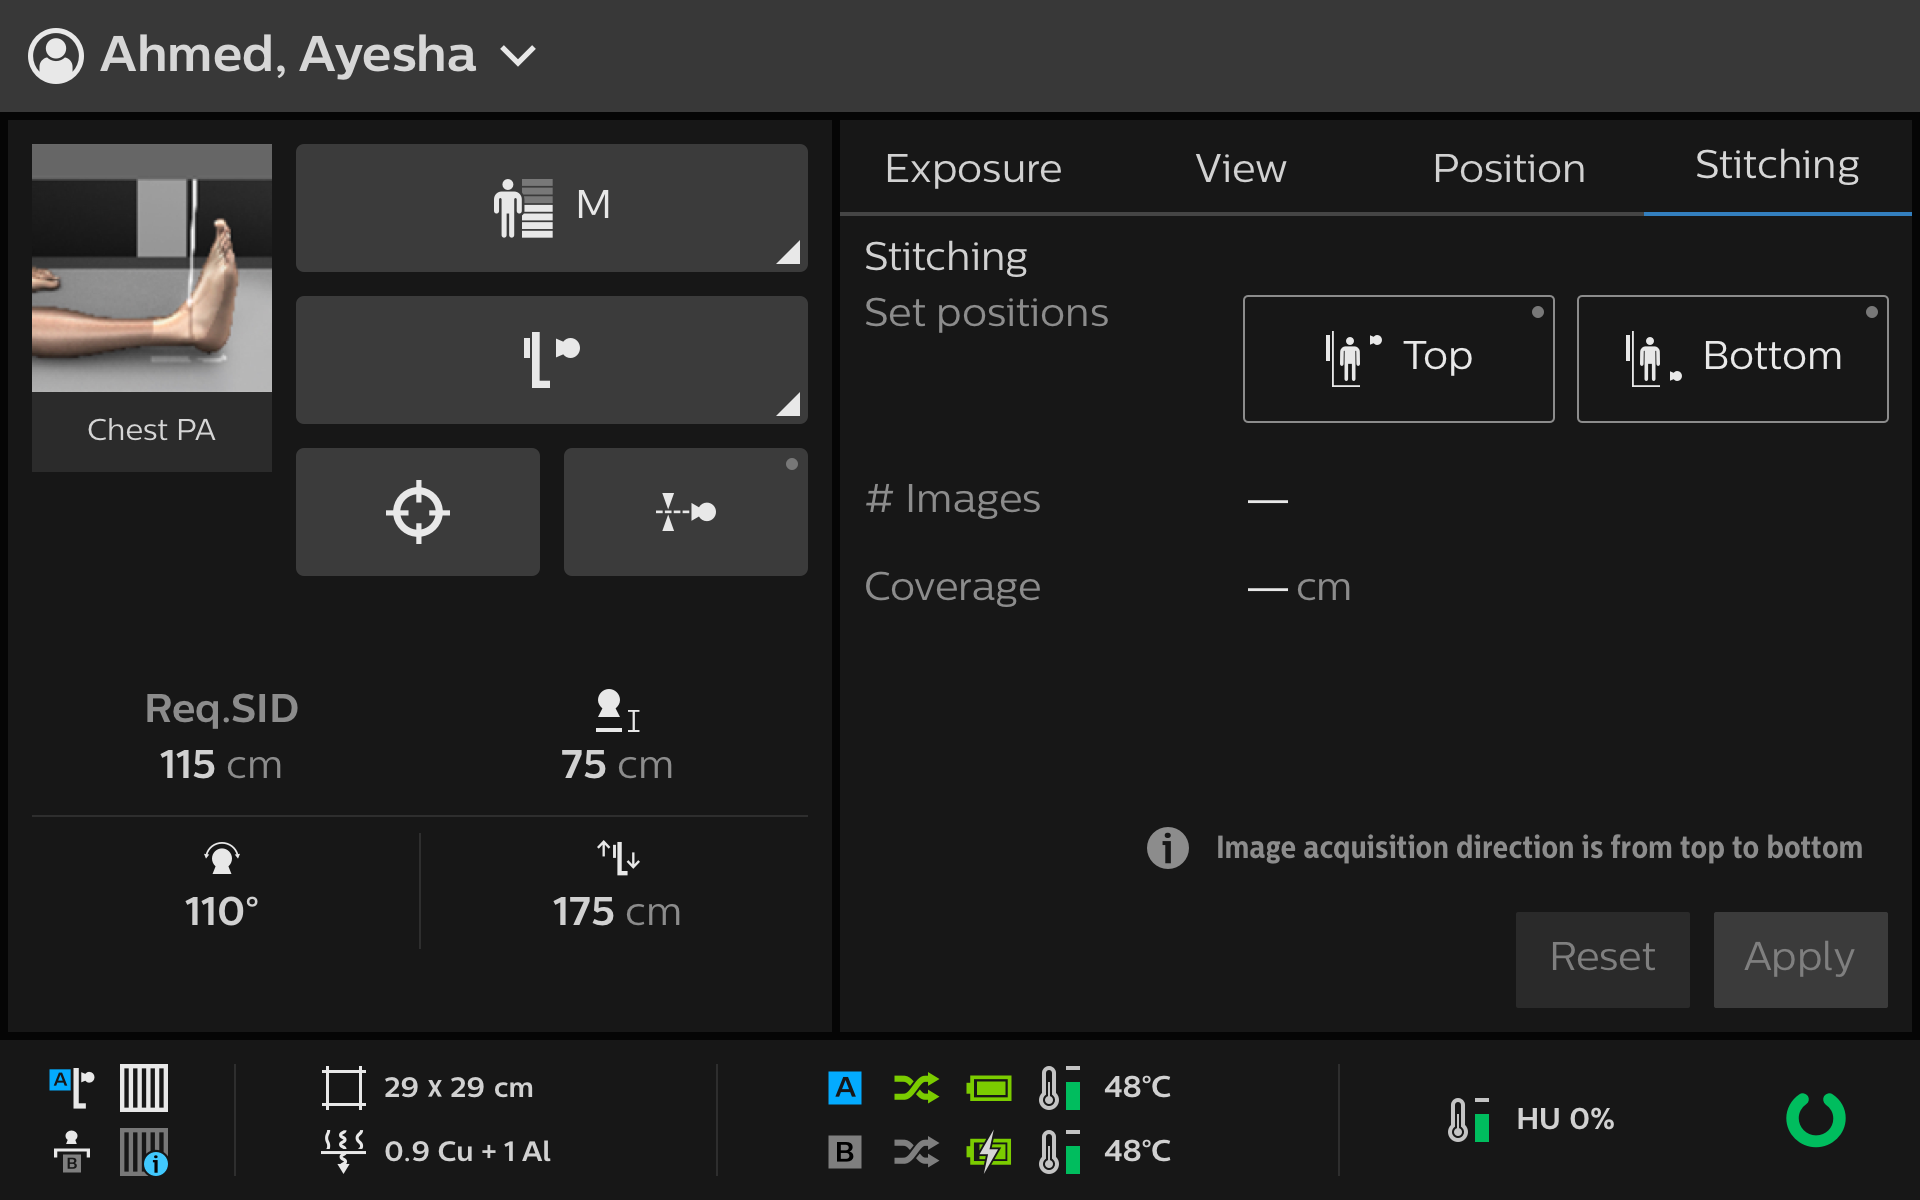 Ahmed, Ayesha
Chest PA
M
Req.SID
115 cm
75 cm
110°
175 cm
Exposure
View
Position
Stitching
Stitching
Set positions
Top
Bottom
# Images
—
Coverage
— cm
Image acquisition direction is from top to bottom
Reset
Apply
A
B
29 x 29 cm
0.9 Cu + 1 Al
A
48°C
B
48°C
HU 0%